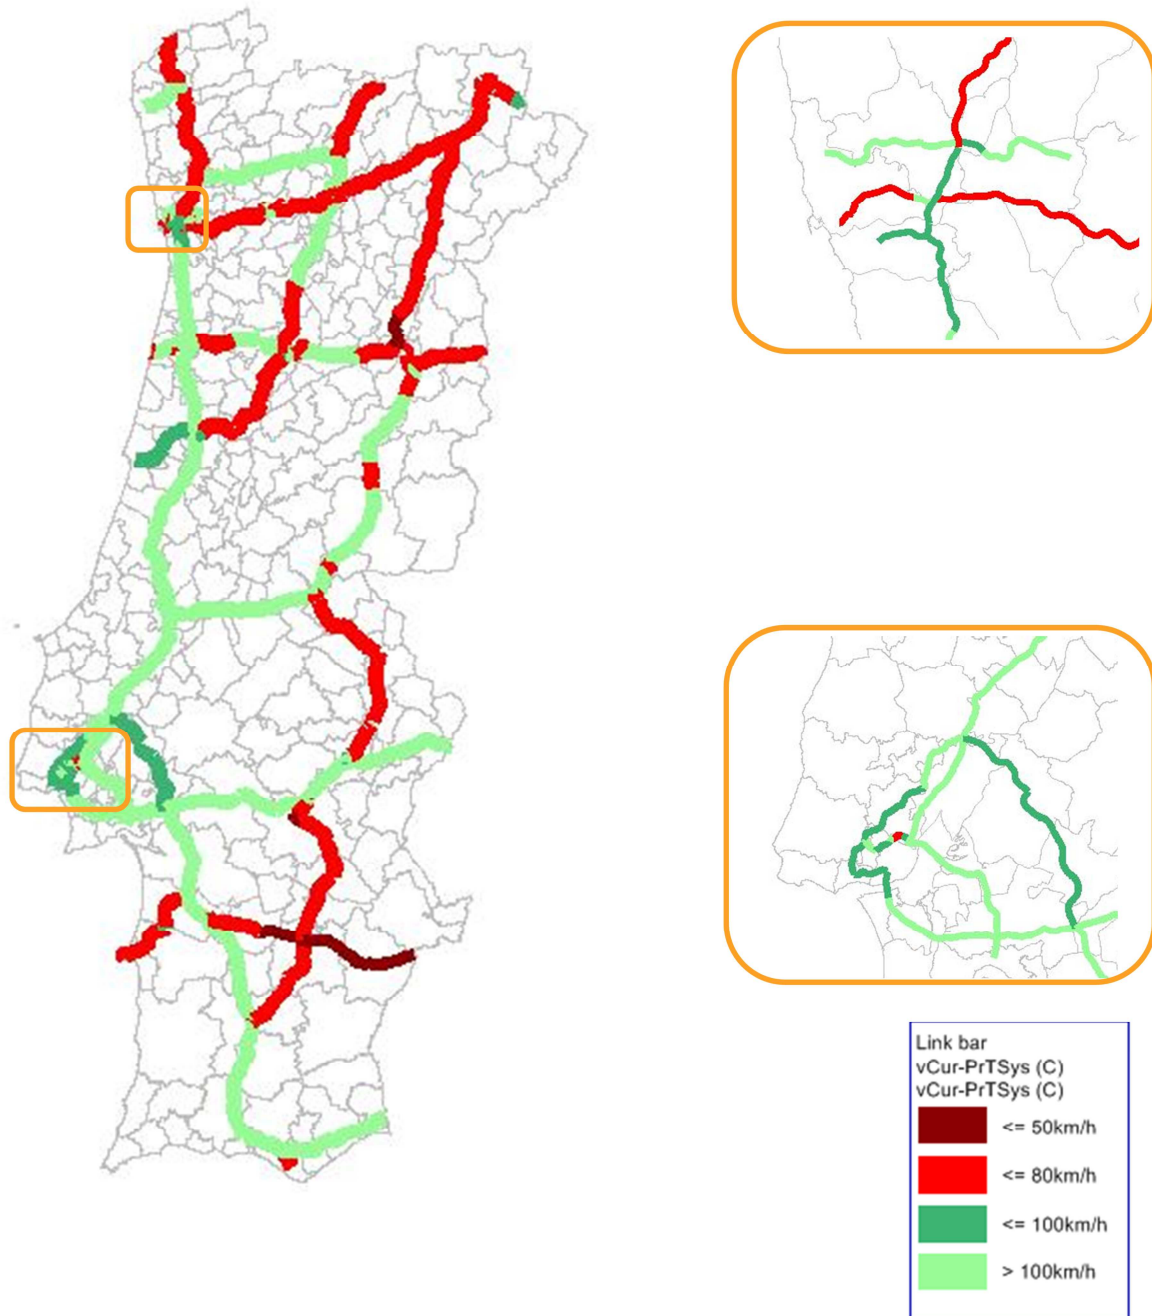 Link bar
vCur-PrTSys (C)
vCur-PrTSys (C)
<= 50km/h
<= 80km/h
<= 100km/h
> 100km/h